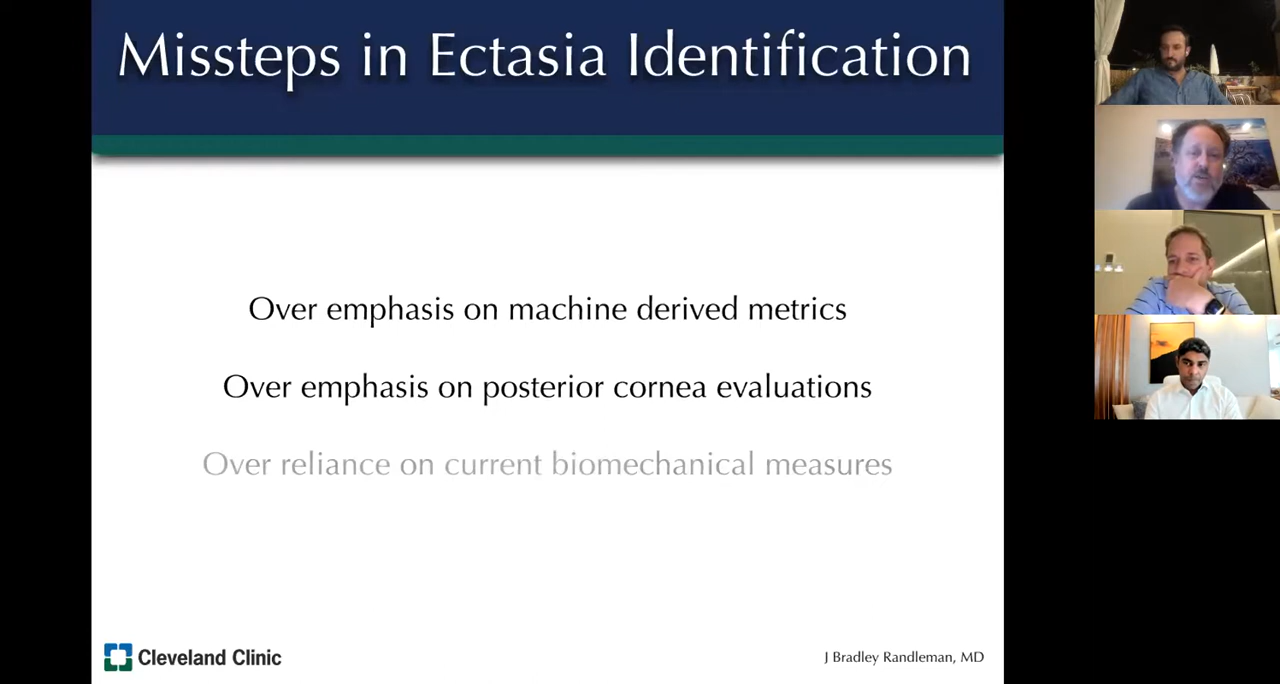 Missteps in Ectasia Identification
Over emphasis on machine derived metrics
Over emphasis on posterior cornea evaluations
Over reliance on current biomechanical measures
Cleveland Clinic
J Bradley Randleman, MD